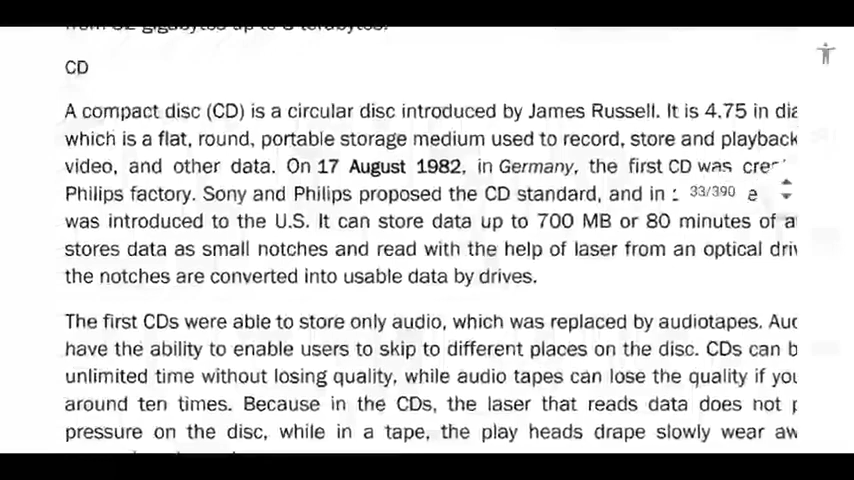 CD
A compact disc (CD) is a circular disc introduced by James Russell. It is 4.75 in
which is a flat, round, portable storage medium used to record, store and playback
video, and other data. On 17 August 1982, in Germany, the first CD was
Philips factory. Sony and Philips proposed the CD standard, and in
33/390
was introduced to the U.S. It can store data up to 700 MB or 80 minutes of
stores data as small notches and read with the help of laser from an optical
the notches are converted into usable data by drives.
The first CDs were able to store only audio, which was replaced by audiotapes.
have the ability to enable users to skip to different places on the disc. CDs can
unlimited time without losing quality, while audio tapes can lose the quality if
around ten times. Because in the CDs, the laser that reads data does not
pressure on the disc, while in a tape, the play heads drape slowly wear